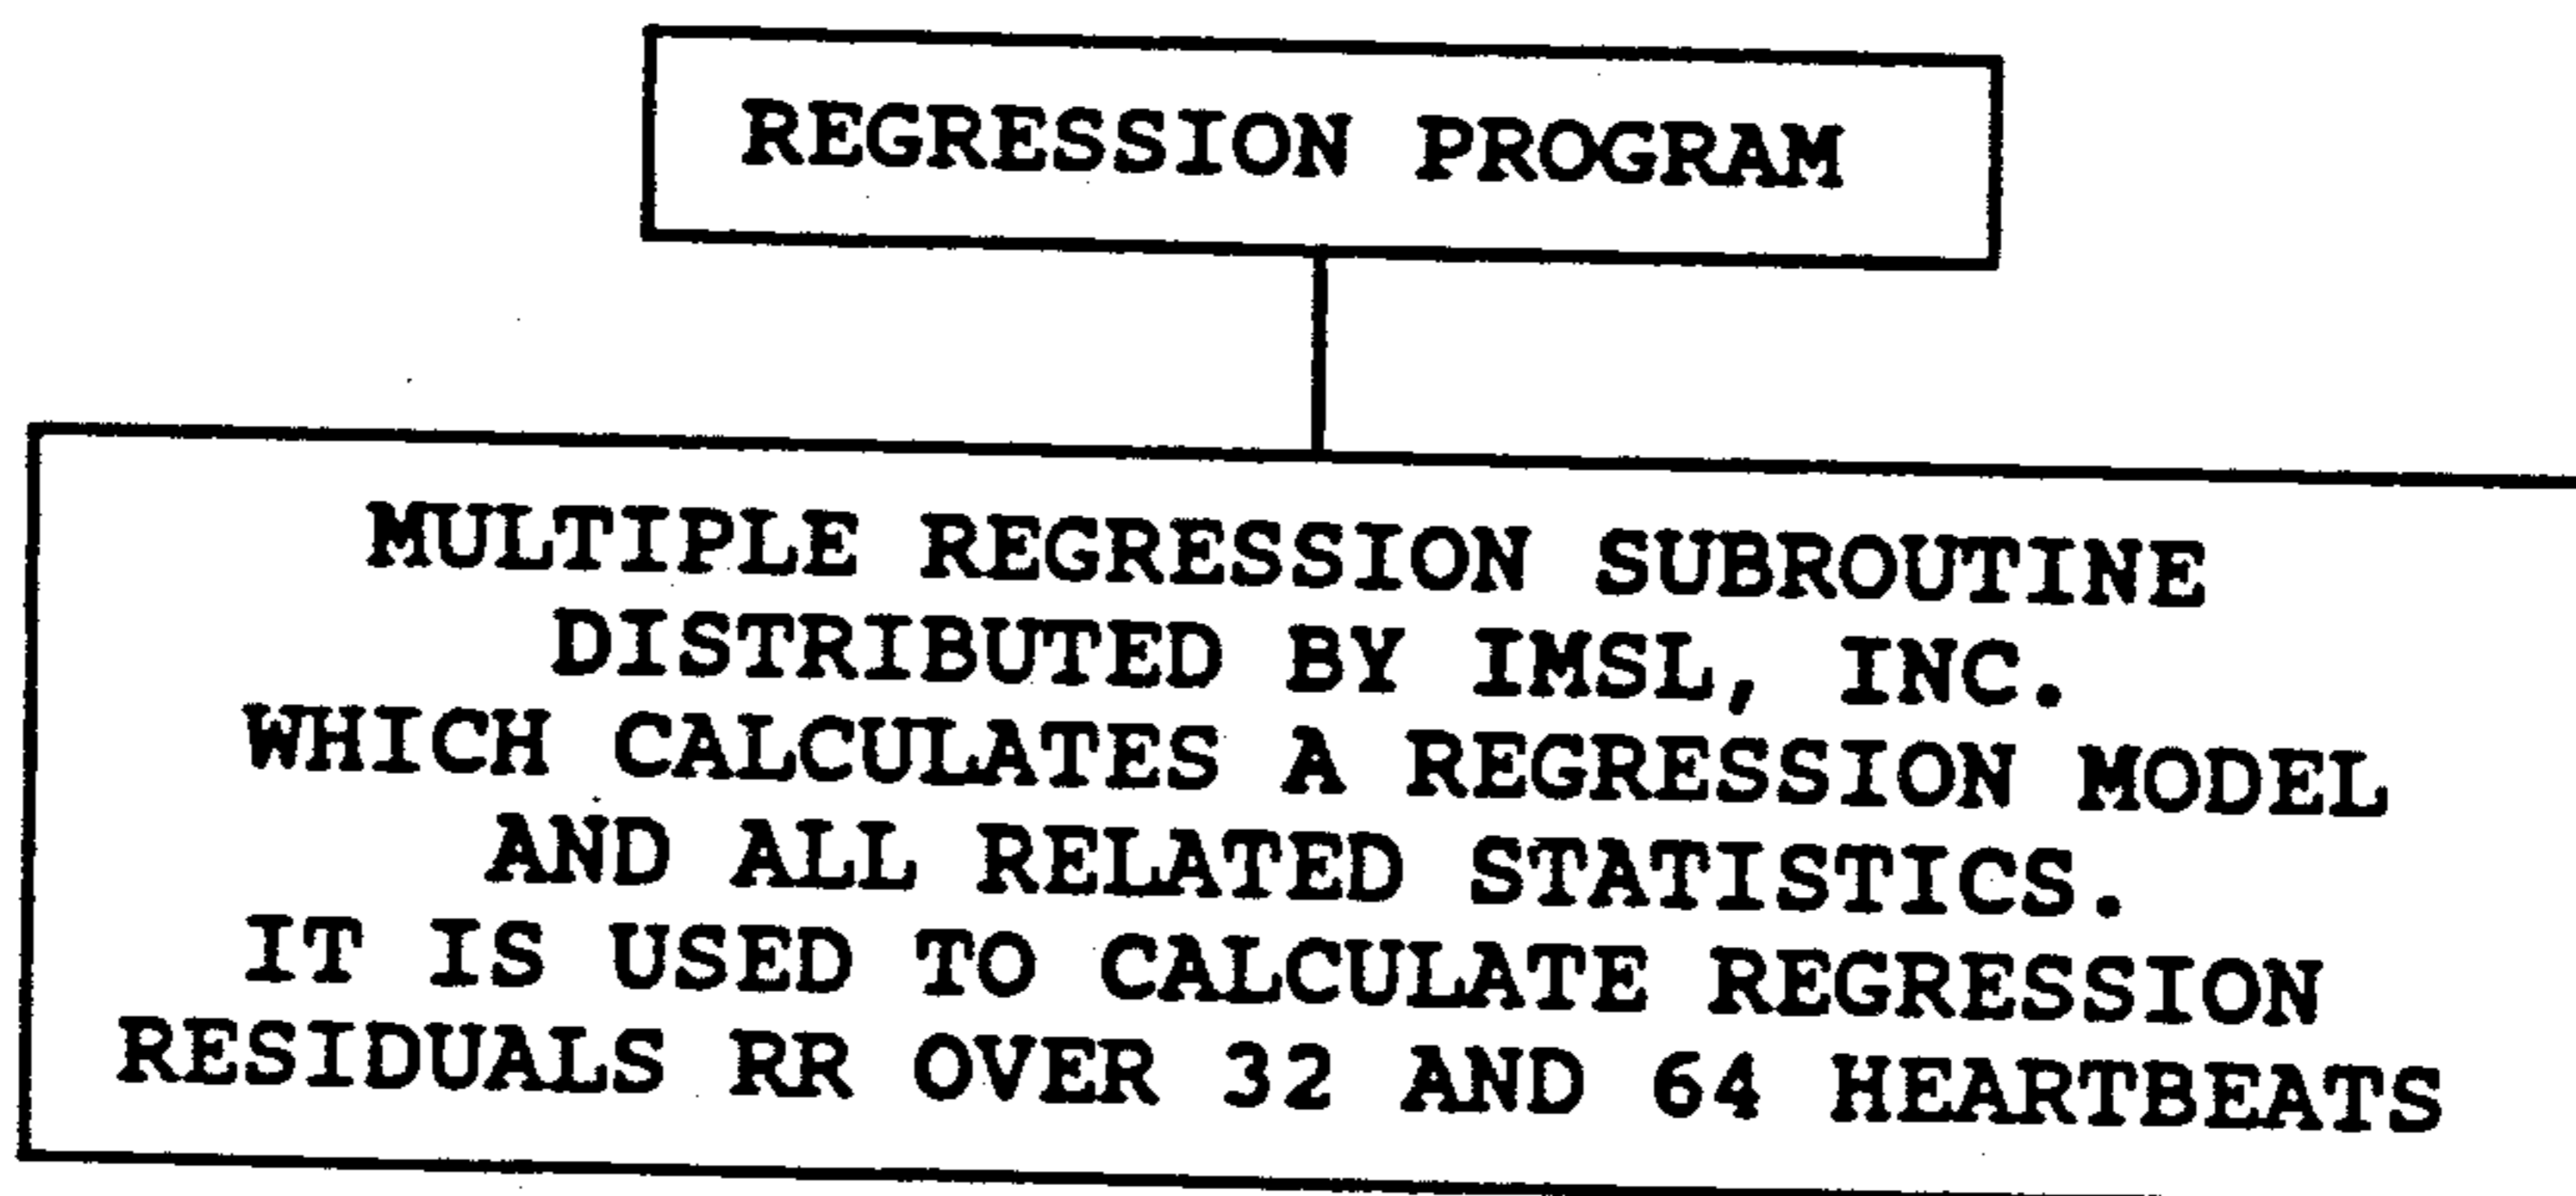 REGRESSION PROGRAM
MULTIPLE REGRESSION SUBROUTINE
DISTRIBUTED BY IMSL, INC.
WHICH CALCULATES A REGRESSION MODEL
AND ALL RELATED STATISTICS.
IT IS USED TO CALCULATE REGRESSION
RESIDUALS RR OVER 32 AND 64 HEARTBEATS